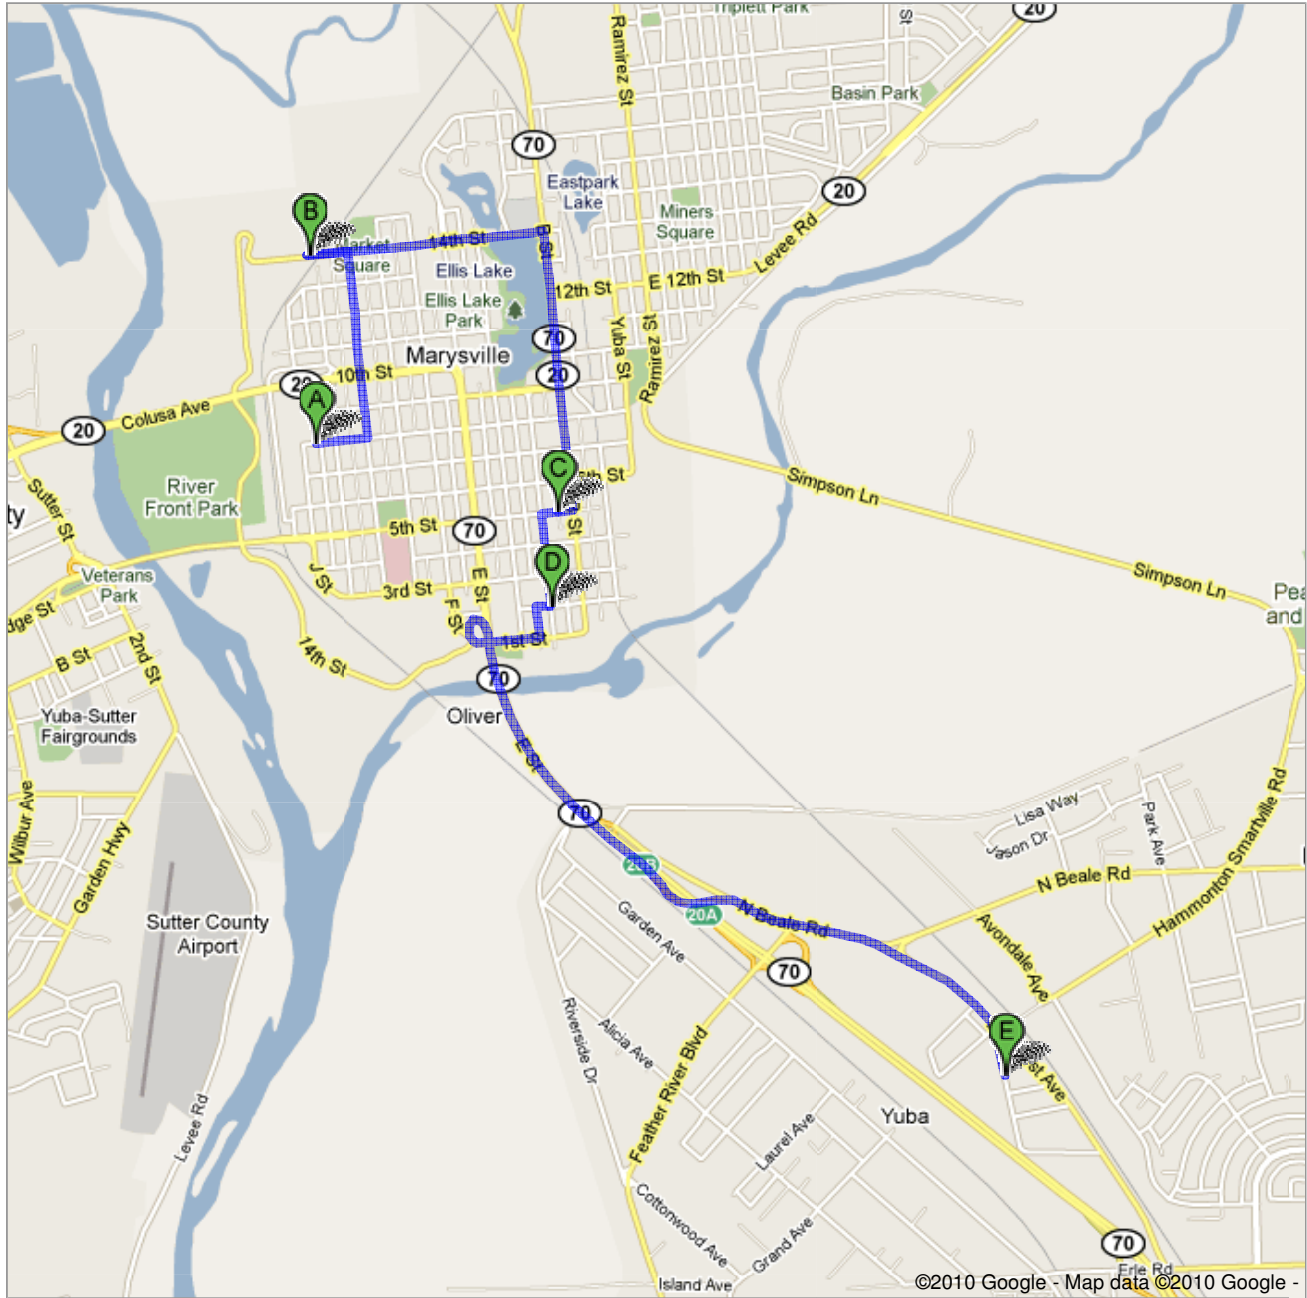 Triplett Park
20
St
Ramirez St
Basin Park
70
Eastpark
Lake
20
Miners
Square
B
Market
Square
14th St
B St
Levee Rd
Ellis Lake
E 12th St
12th St
Ellis Lake
Park
70
Yuba St
Ramirez St
Marysville
20
10th St
20
A
Colusa Ave
20
C
River
Front Park
Simpson Ln
Sutter St
5th St
70
St
D
Veterans
Park
J St
3rd St
E St
F St
Simpson Ln
1st St
B St
2nd St
14th St
70
Oliver
Yuba-Sutter
Fairgrounds
E St
Wilbur Ave
Garden Hwy
70
Lisa Way
Jason Dr
Park Ave
Hammonton Smartville Rd
N Beale Rd
20B
20A
N Beale Rd
Sutter County
Airport
Garden Ave
Avondale Ave
70
Riverside Dr
Alicia Ave
Feather River Blvd
E
Levee Rd
Yuba
Laurel Ave
Cottonwood Ave
Grand Ave
70
Erle Rd
Island Ave
©2010 Google - Map data ©2010 Google -